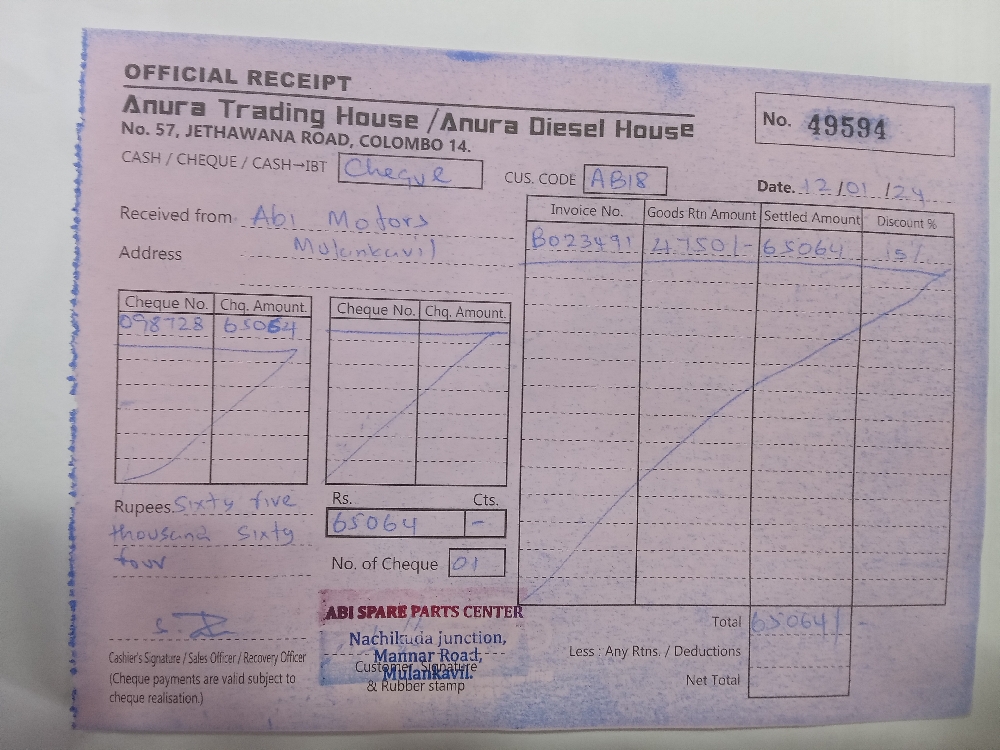 OFFICIAL RECEIPT
Anura Trading House /Anura Diesel House
No. 57, JETHAWANA ROAD, COLOMBO 14.
No. 49594
CASH / CHEQUE / CASH→IBT Cheque
CUS. CODE AB18
Date. 12/01/24
Received from Abi Motors
Address Mulankavil
Invoice No. Goods Rtn Amount Settled Amount Discount %
B023491 4750/- 65064 15%
Cheque No. Chq. Amount.
098728 65064
Cheque No. Chq. Amount.
Rupees. Sixty five
thousand sixty
four
Rs. Cts.
65064 -
No. of Cheque 01
Total 65064/-
Less : Any Rtns. / Deductions
Net Total
Cashier's Signature / Sales Officer / Recovery Officer
(Cheque payments are valid subject to
cheque realisation.)
ABI SPARE PARTS CENTER
Nachikuda junction,
Mannar Road,
Mulankavil.
Customer Signature
& Rubber stamp